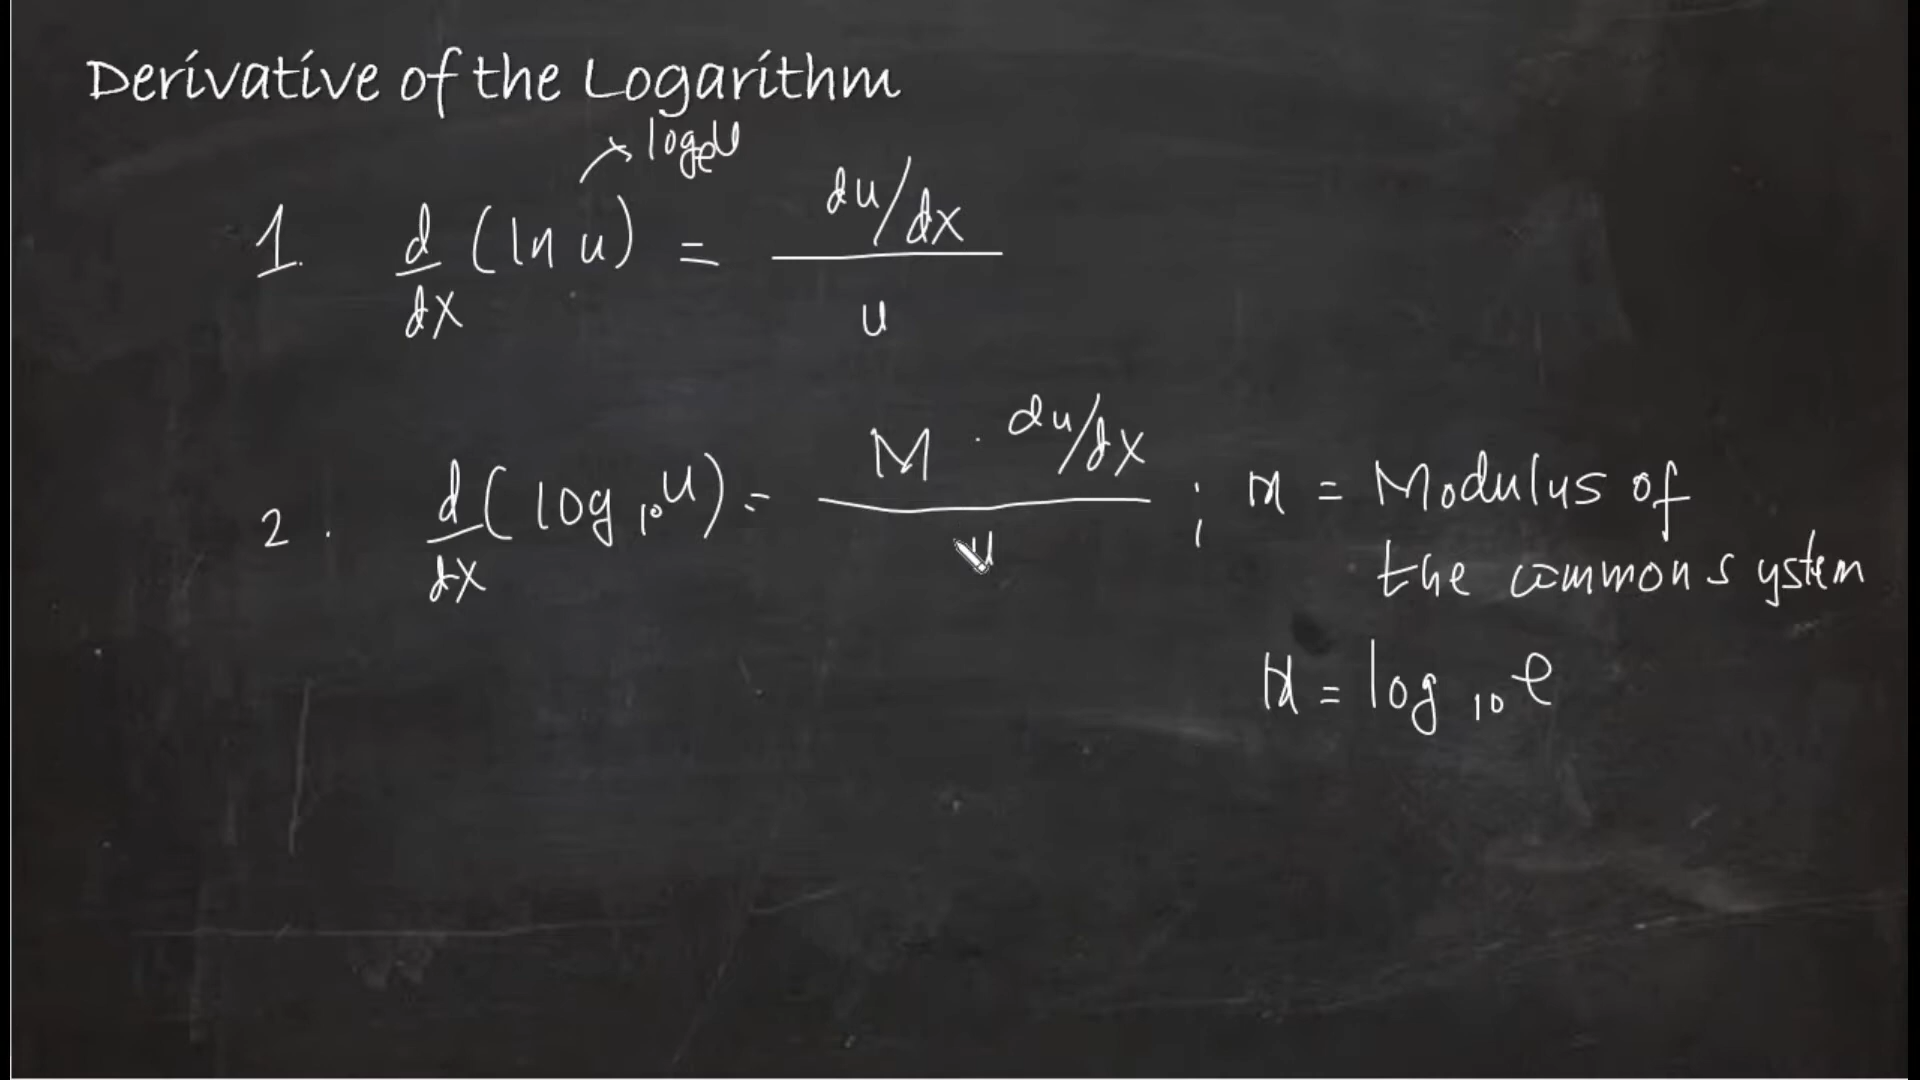 Derivative of the Logarithm
logₑu
1. d/dx (ln u) = (du/dx)/u
2. d/dx (log₁₀u) = (M · du/dx)/u ; M = Modulus of
the common system
M = log₁₀e